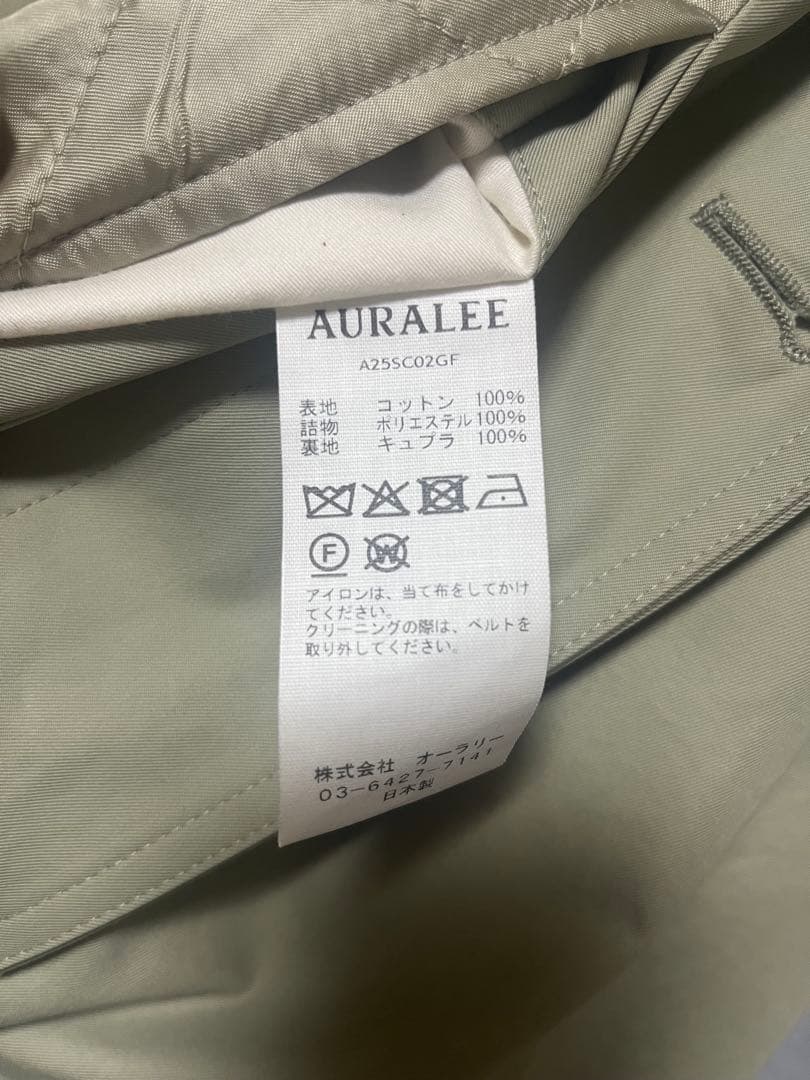 AURALEE
A25SC02GF
表地 コットン 100%
詰物 ポリエステル 100%
裏地 キュプラ 100%
F W
アイロンは、当て布をしてかけ
てください。
クリーニングの際は、ベルトを
取り外してください。
株式会社 オーラリー
03-6427-7141
日本製